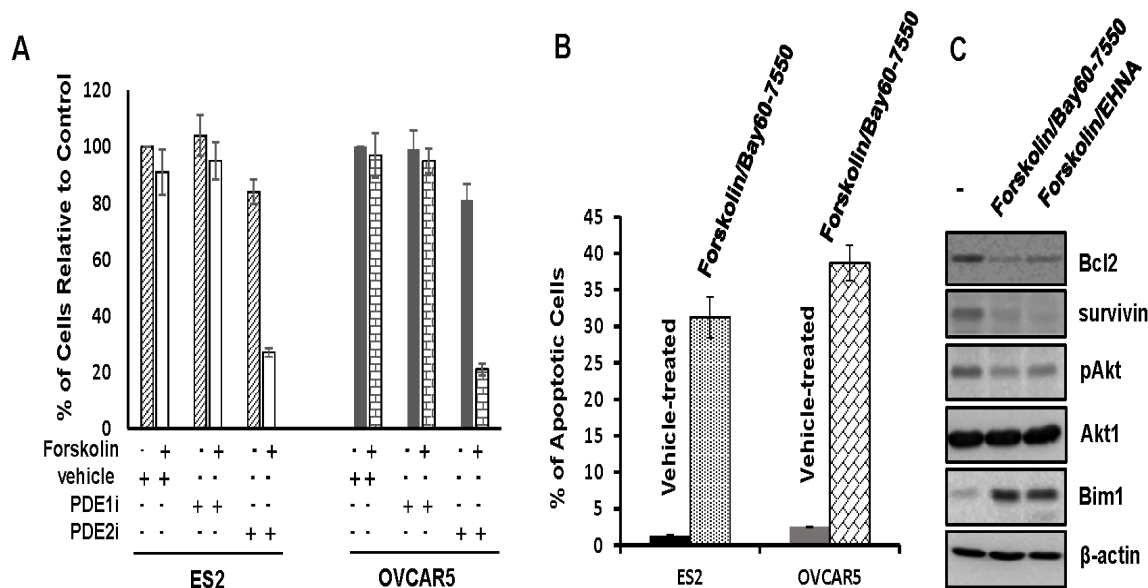 A
% of Cells Relative to Control
120
100
80
60
40
20
0
Forskolin - + - + - + - + - + - +
vehicle + + - - - - + + - - - -
PDE1i - - + + - - - - + + - -
PDE2i - - - - + + - - - - + +
ES2 OVCAR5
B
% of Apoptotic Cells
45
40
35
30
25
20
15
10
5
0
Vehicle-treated
Forskolin/Bay60-7550
Vehicle-treated
Forskolin/Bay60-7550
ES2 OVCAR5
C
-
Forskolin/Bay60-7550
Forskolin/EHNA
Bcl2
survivin
pAkt
Akt1
Bim1
β-actin